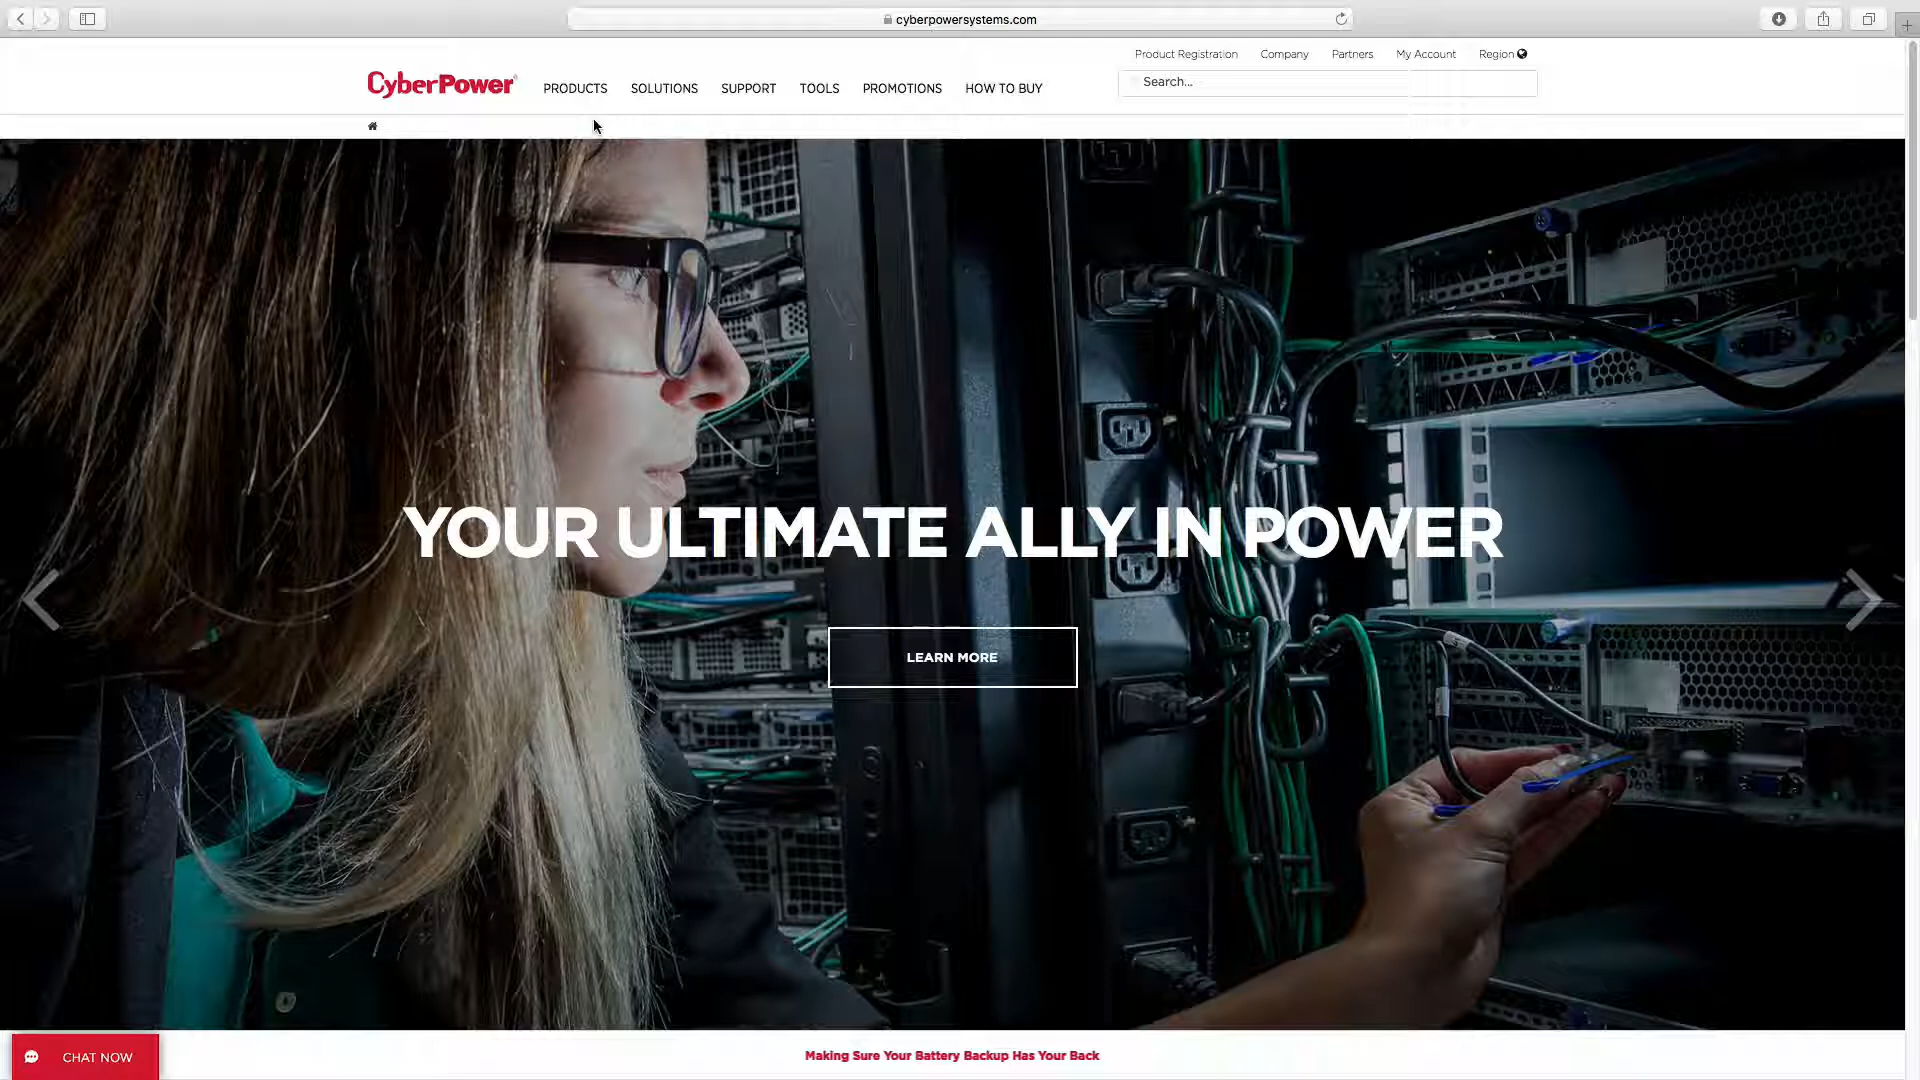 cyberpowersystems.com
Product Registration Company Partners My Account Region
CyberPower
PRODUCTS SOLUTIONS SUPPORT TOOLS PROMOTIONS HOW TO BUY
Search...
YOUR ULTIMATE ALLY IN POWER
LEARN MORE
CHAT NOW
Making Sure Your Battery Backup Has Your Back